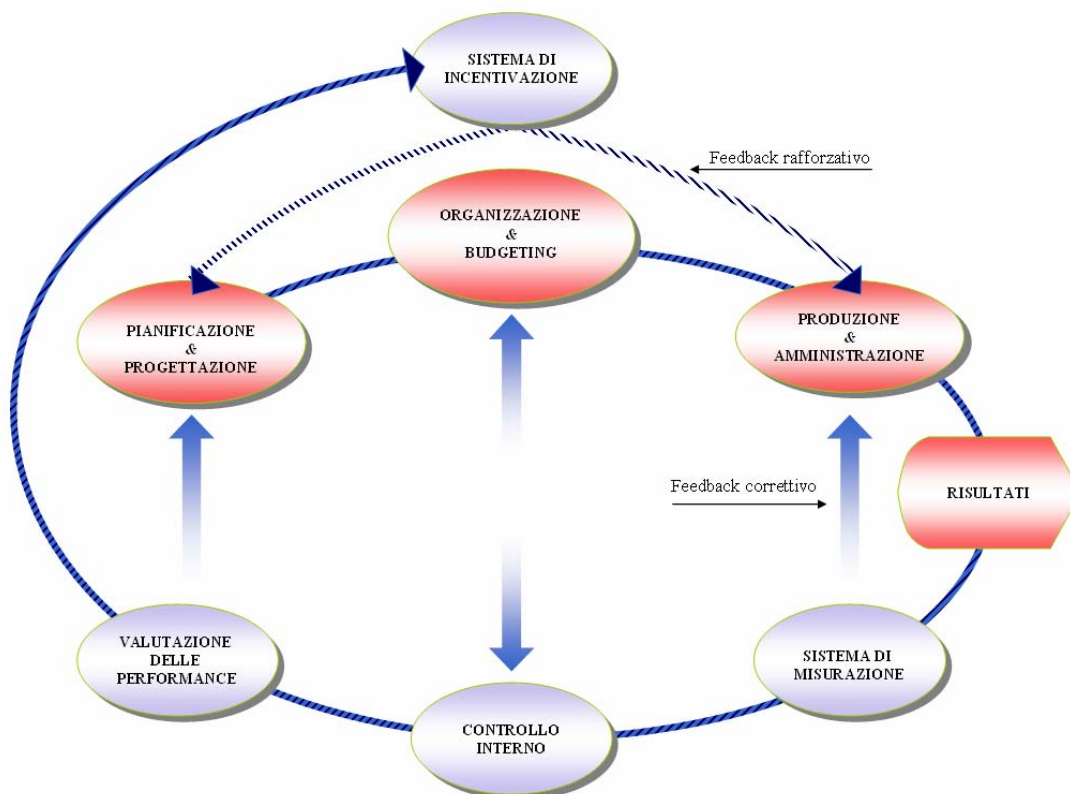 SISTEMA DI
INCENTIVAZIONE
Feedback rafforzativo
ORGANIZZAZIONE
&
BUDGETING
PIANIFICAZIONE
&
PROGETTAZIONE
PRODUZIONE
&
AMMINISTRAZIONE
Feedback correttivo
RISULTATI
VALUTAZIONE
DELLE
PERFORMANCE
SISTEMA DI
MISURAZIONE
CONTROLLO
INTERNO